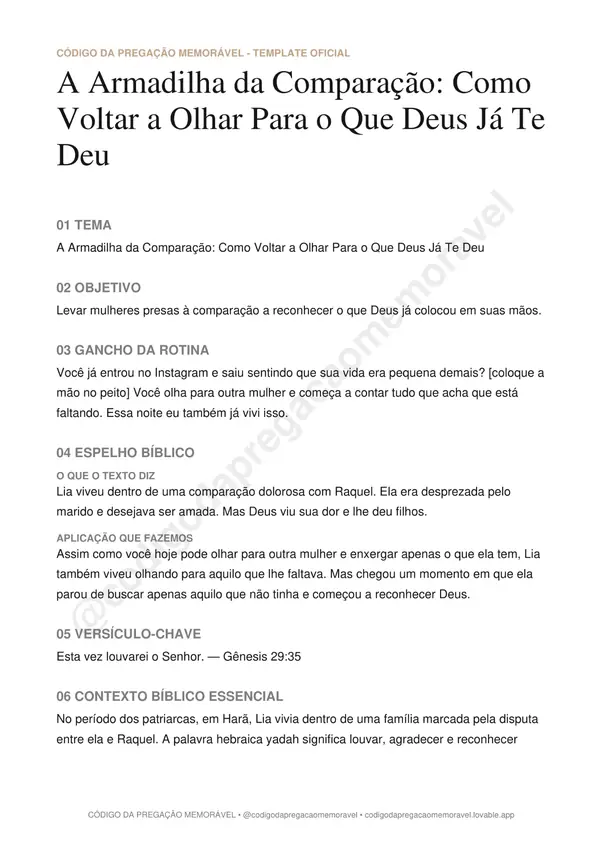 CÓDIGO DA PREGAÇÃO MEMORÁVEL - TEMPLATE OFICIAL
A Armadilha da Comparação: Como
Voltar a Olhar Para o Que Deus Já Te
Deu
01 TEMA
A Armadilha da Comparação: Como Voltar a Olhar Para o Que Deus Já Te Deu
02 OBJETIVO
Levar mulheres presas à comparação a reconhecer o que Deus já colocou em suas mãos.
03 GANCHO DA ROTINA
Você já entrou no Instagram e saiu sentindo que sua vida era pequena demais? [coloque a
mão no peito] Você olha para outra mulher e começa a contar tudo que acha que está
faltando. Essa noite eu também já vivi isso.
04 ESPELHO BÍBLICO
O QUE O TEXTO DIZ
Lia viveu dentro de uma comparação dolorosa com Raquel. Ela era desprezada pelo
marido e desejava ser amada. Mas Deus viu sua dor e lhe deu filhos.
APLICAÇÃO QUE FAZEMOS
Assim como você hoje pode olhar para outra mulher e enxergar apenas o que ela tem, Lia
também viveu olhando para aquilo que lhe faltava. Mas chegou um momento em que ela
parou de buscar apenas aquilo que não tinha e começou a reconhecer Deus.
05 VERSÍCULO-CHAVE
Esta vez louvarei o Senhor. — Gênesis 29:35
06 CONTEXTO BÍBLICO ESSENCIAL
No período dos patriarcas, em Harã, Lia vivia dentro de uma família marcada pela disputa
entre ela e Raquel. A palavra hebraica yadah significa louvar, agradecer e reconhecer
@codigodapregacaomemoravel
CÓDIGO DA PREGAÇÃO MEMORÁVEL • @codigodapregacaomemoravel • codigodapregacaomemoravel.lovable.app